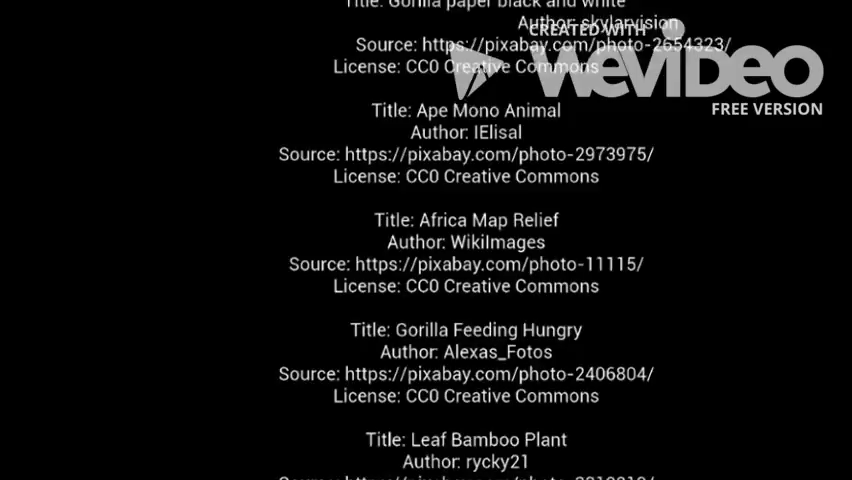 Title: Gorilla paper black and white
Author: skylarvision
CREATED WITH
Source: https://pixabay.com/photo-2654323/
WeVideo
License: CC0 Creative Commons
FREE VERSION
Title: Ape Mono Animal
Author: IElisal
Source: https://pixabay.com/photo-2973975/
License: CC0 Creative Commons
Title: Africa Map Relief
Author: WikiImages
Source: https://pixabay.com/photo-11115/
License: CC0 Creative Commons
Title: Gorilla Feeding Hungry
Author: Alexas_Fotos
Source: https://pixabay.com/photo-2406804/
License: CC0 Creative Commons
Title: Leaf Bamboo Plant
Author: rycky21